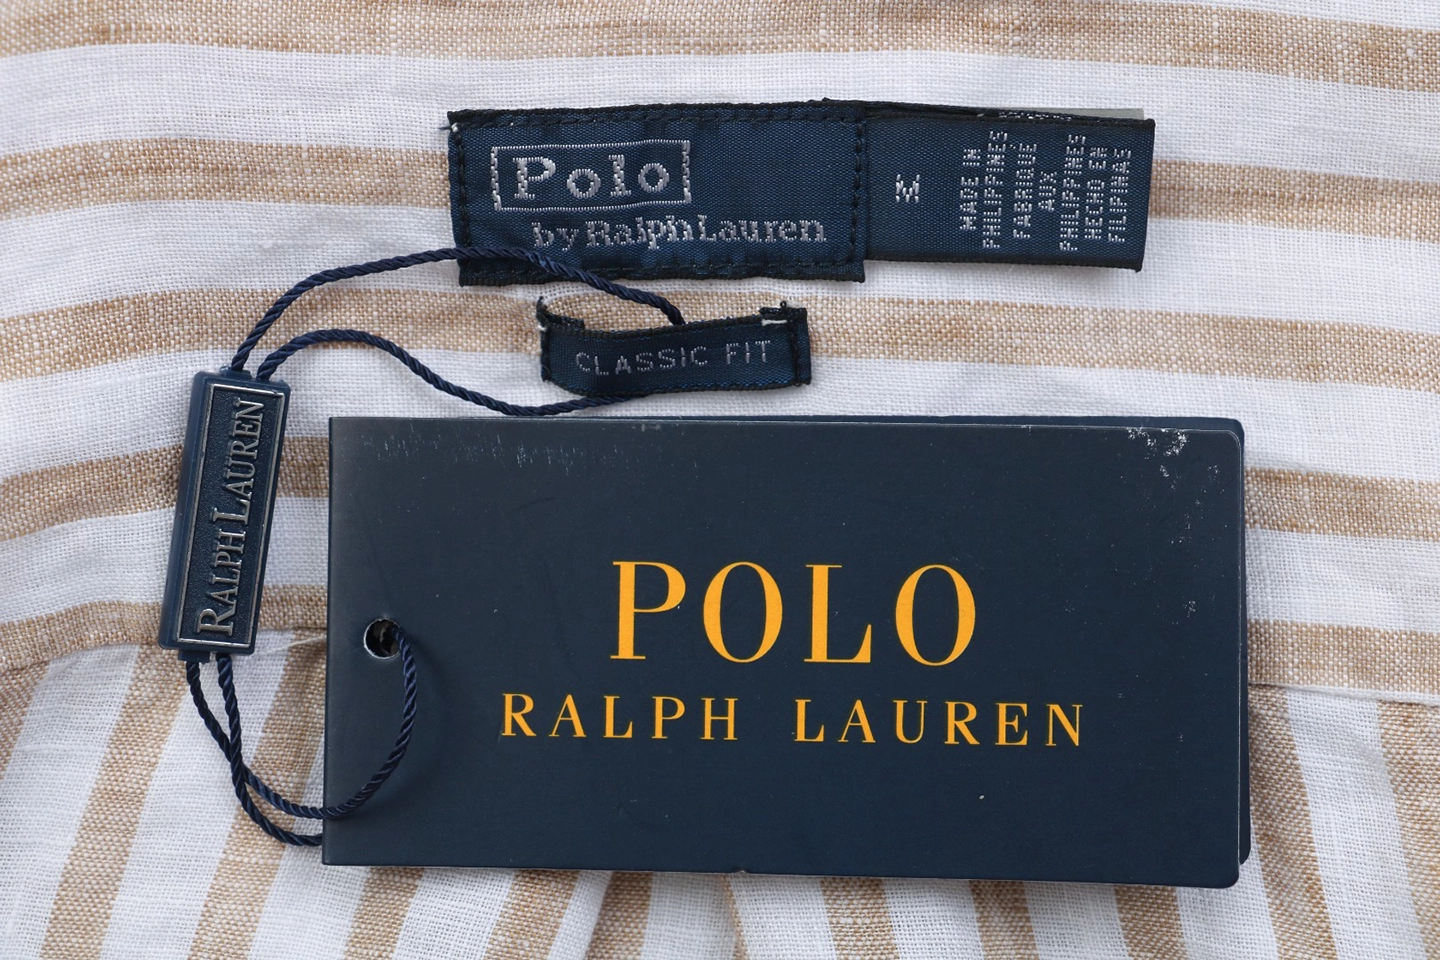 Polo
by Ralph Lauren
M
MADE IN
PHILIPPINES
FABRIQUÉ
AUX
PHILIPPINES
HECHO EN
FILIPINAS
CLASSIC FIT
RALPH LAUREN
POLO
RALPH LAUREN